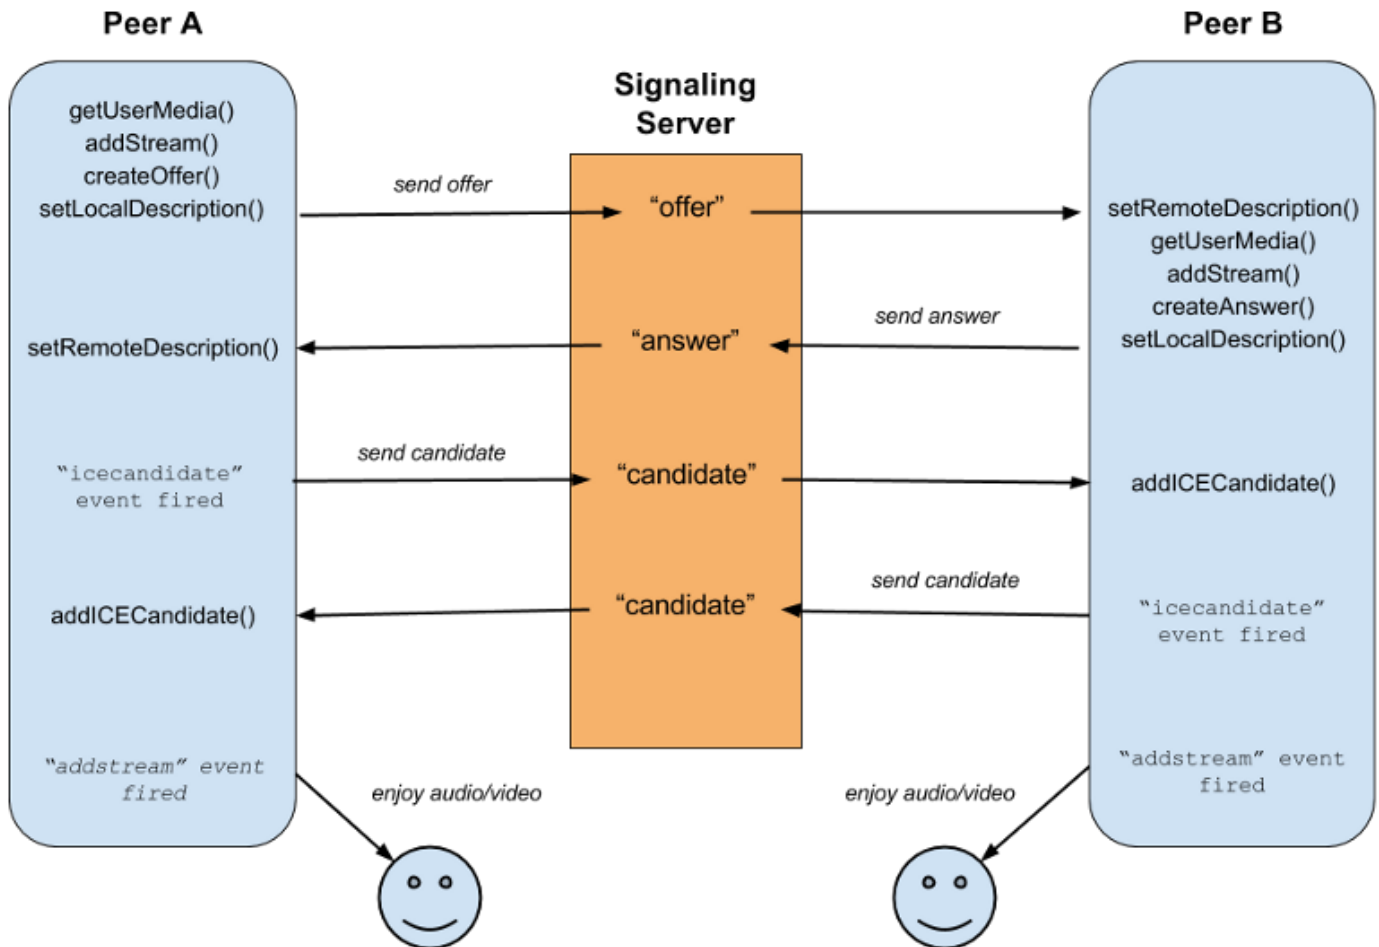 Peer A
Peer B
Signaling
Server
getUserMedia()
addStream()
createOffer()
setLocalDescription()
send offer
“offer”
setRemoteDescription()
getUserMedia()
addStream()
createAnswer()
setLocalDescription()
send answer
“answer”
setRemoteDescription()
“icecandidate”
event fired
send candidate
“candidate”
addICECandidate()
send candidate
“icecandidate”
event fired
“candidate”
addICECandidate()
“addstream” event
fired
enjoy audio/video
enjoy audio/video
“addstream” event
fired